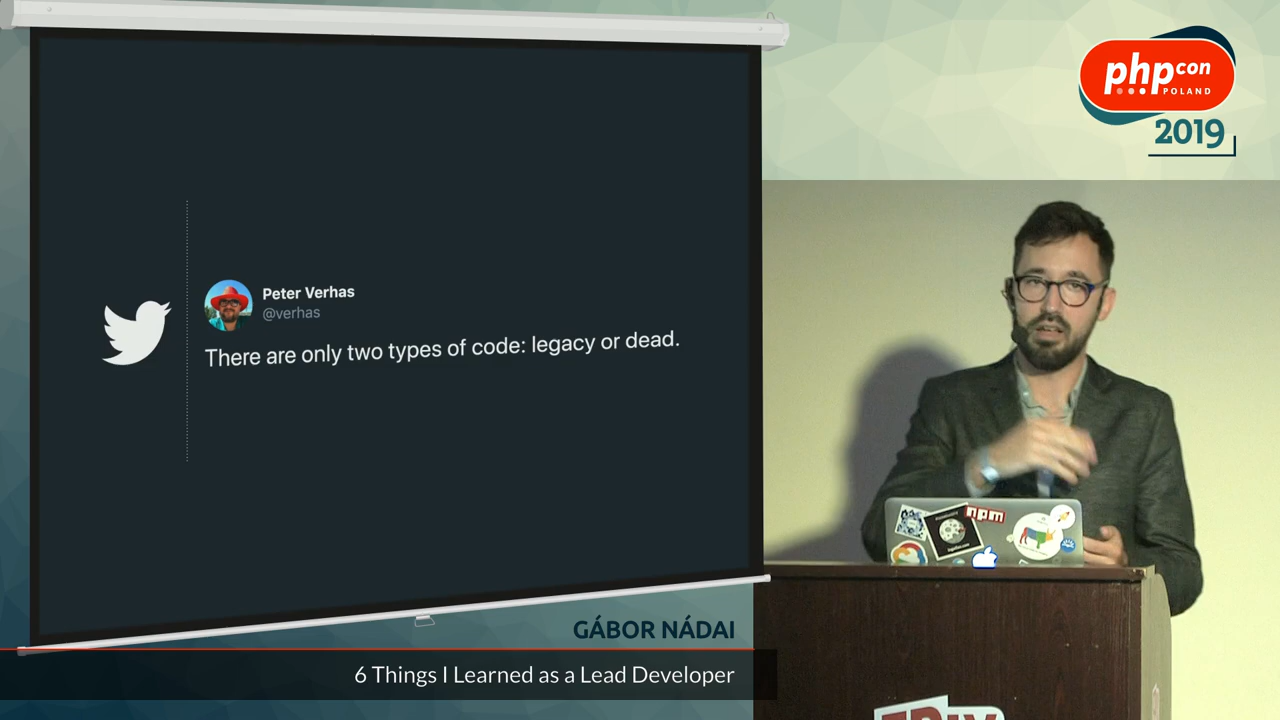 php con
POLAND
2019
Peter Verhas
@verhas
There are only two types of code: legacy or dead.
npm
GÁBOR NÁDAI
6 Things I Learned as a Lead Developer